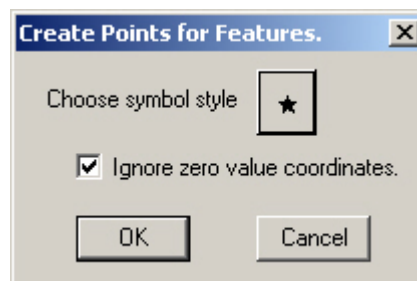 Create Points for Features.
Choose symbol style
Ignore zero value coordinates.
OK Cancel